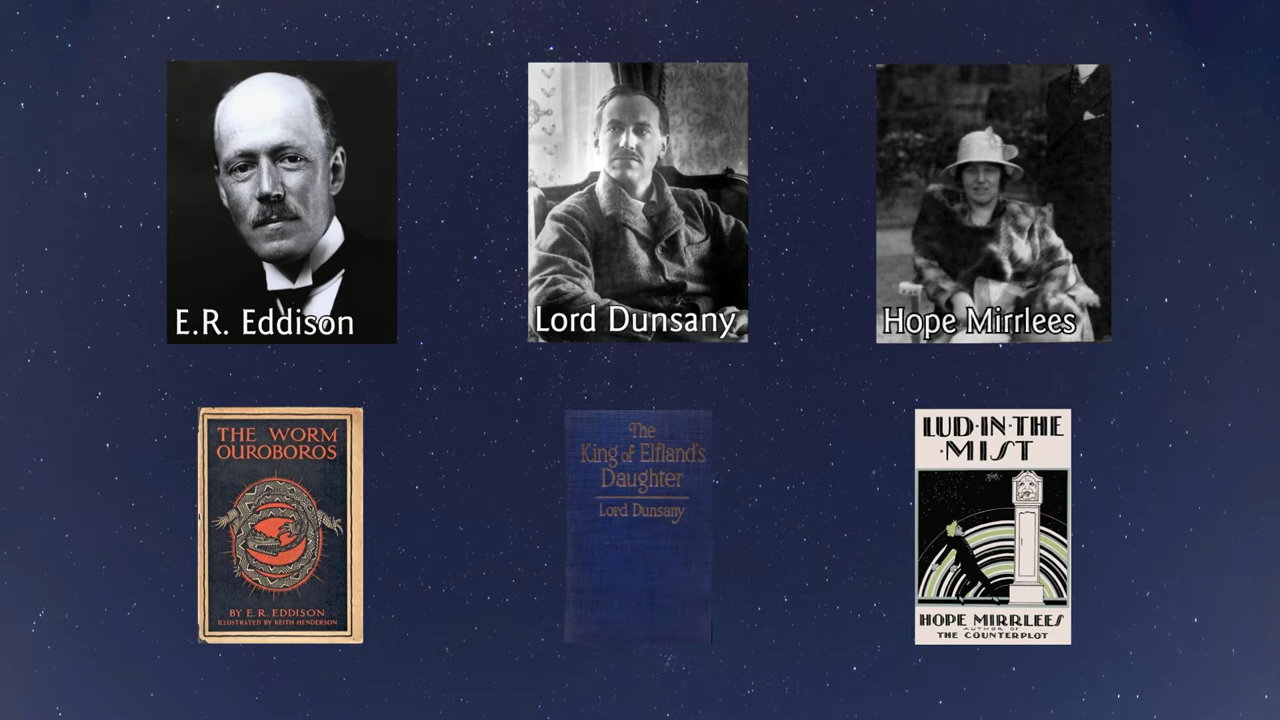 E.R. Eddison
Lord Dunsany
Hope Mirrlees
THE WORM
OUROBOROS
BY E. R. EDDISON
ILLUSTRATED BY KEITH HENDERSON
The
King of Elfland's
Daughter
Lord Dunsany
LUD·IN·THE
·MIST
HOPE MIRRLEES
AUTHOR OF
THE COUNTERPLOT